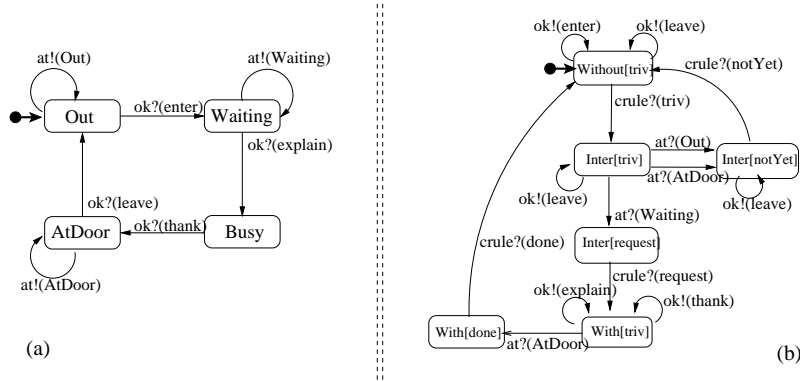 at!(Out)
at!(Waiting)
Out
ok?(enter)
Waiting
ok?(explain)
ok?(leave)
AtDoor
ok?(thank)
Busy
at!(AtDoor)
(a)
ok!(enter)
ok!(leave)
Without[triv]
crule?(notYet)
crule?(triv)
Inter[triv]
at?(Out)
at?(AtDoor)
Inter[notYet]
ok!(leave)
ok!(leave)
at?(Waiting)
crule?(done)
Inter[request]
crule?(request)
ok!(explain)
ok!(thank)
With[done]
at?(AtDoor)
With[triv]
(b)